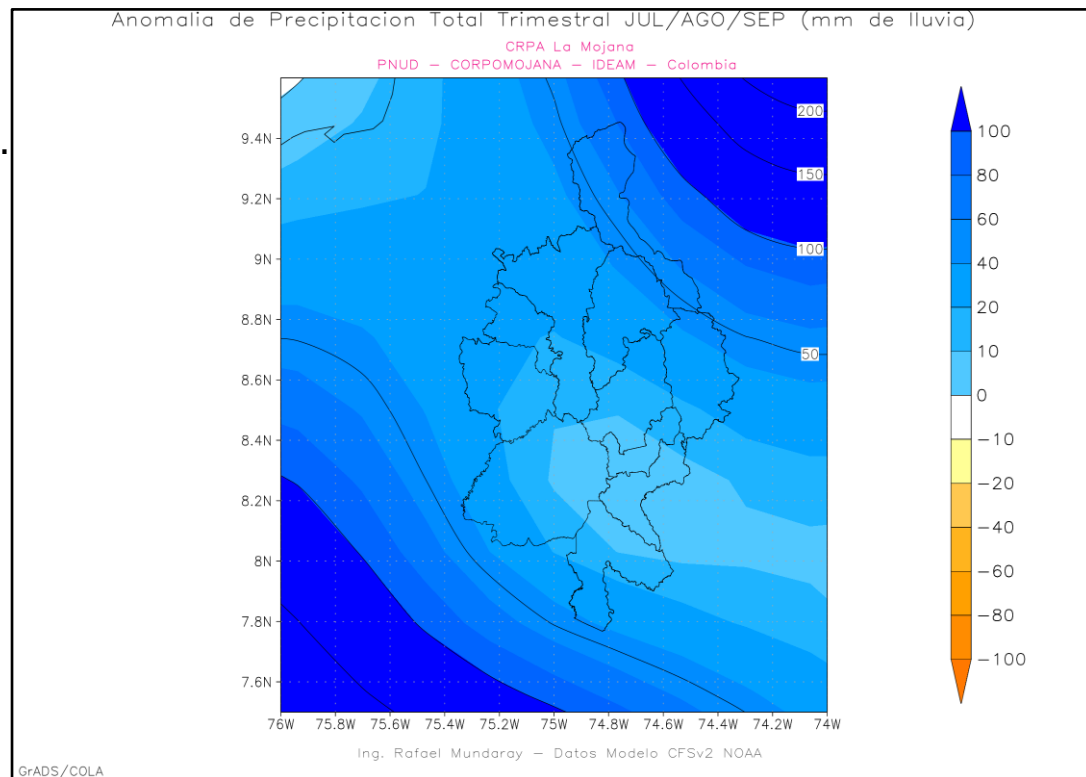 Anomalia de Precipitacion Total Trimestral JUL/AGO/SEP (mm de lluvia)
CRPA La Mojana
PNUD – CORPOMOJANA – IDEAM – Colombia
9.4N
9.2N
9N
8.8N
8.6N
8.4N
8.2N
8N
7.8N
7.6N
200
150
100
50
76W 75.8W 75.6W 75.4W 75.2W 75W 74.8W 74.6W 74.4W 74.2W 74W
100
80
60
40
20
10
0
−10
−20
−40
−60
−80
−100
Ing. Rafael Mundaray – Datos Modelo CFSv2 NOAA
GrADS/COLA